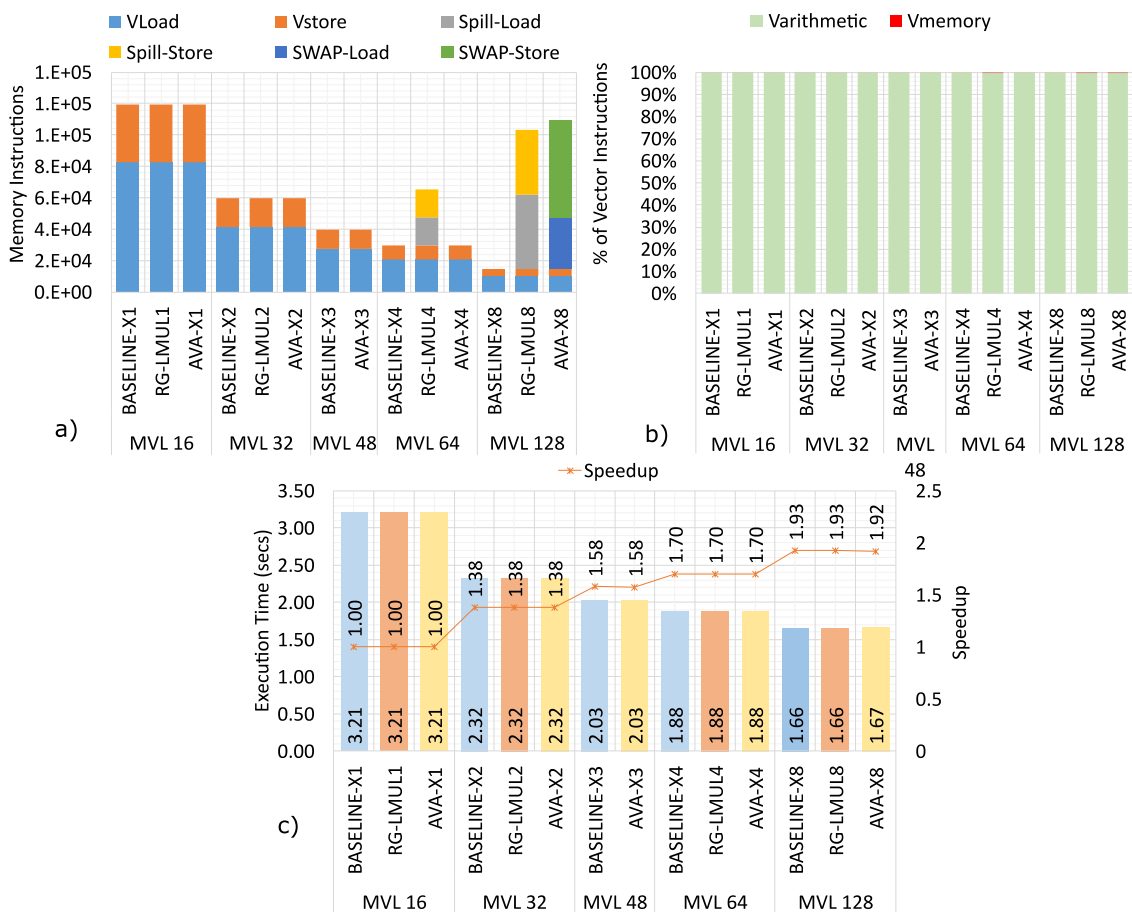 VLoad Vstore Spill-Load
Spill-Store SWAP-Load SWAP-Store
Memory Instructions
1.E+05
1.E+05
1.E+05
8.E+04
6.E+04
4.E+04
2.E+04
0.E+00
BASELINE-X1
RG-LMUL1
AVA-X1
BASELINE-X2
RG-LMUL2
AVA-X2
BASELINE-X3
AVA-X3
BASELINE-X4
RG-LMUL4
AVA-X4
BASELINE-X8
RG-LMUL8
AVA-X8
a)
MVL 16 MVL 32 MVL 48 MVL 64 MVL 128
Varithmetic Vmemory
% of Vector Instructions
100%
90%
80%
70%
60%
50%
40%
30%
20%
10%
0%
BASELINE-X1
RG-LMUL1
AVA-X1
BASELINE-X2
RG-LMUL2
AVA-X2
BASELINE-X3
AVA-X3
BASELINE-X4
RG-LMUL4
AVA-X4
BASELINE-X8
RG-LMUL8
AVA-X8
b)
MVL 16 MVL 32 MVL 64 MVL 128
48
Speedup
Execution Time (secs)
3.50
3.00
2.50
2.00
1.50
1.00
0.50
0.00
1.00
1.00
1.00
1.38
1.38
1.38
1.58
1.58
1.70
1.70
1.70
1.93
1.93
1.92
3.21
3.21
3.21
2.32
2.32
2.32
2.03
2.03
1.88
1.88
1.88
1.66
1.66
1.67
2.5
2
1.5
1
0.5
0
Speedup
BASELINE-X1
RG-LMUL1
AVA-X1
BASELINE-X2
RG-LMUL2
AVA-X2
BASELINE-X3
AVA-X3
BASELINE-X4
RG-LMUL4
AVA-X4
BASELINE-X8
RG-LMUL8
AVA-X8
c)
MVL 16 MVL 32 MVL 48 MVL 64 MVL 128